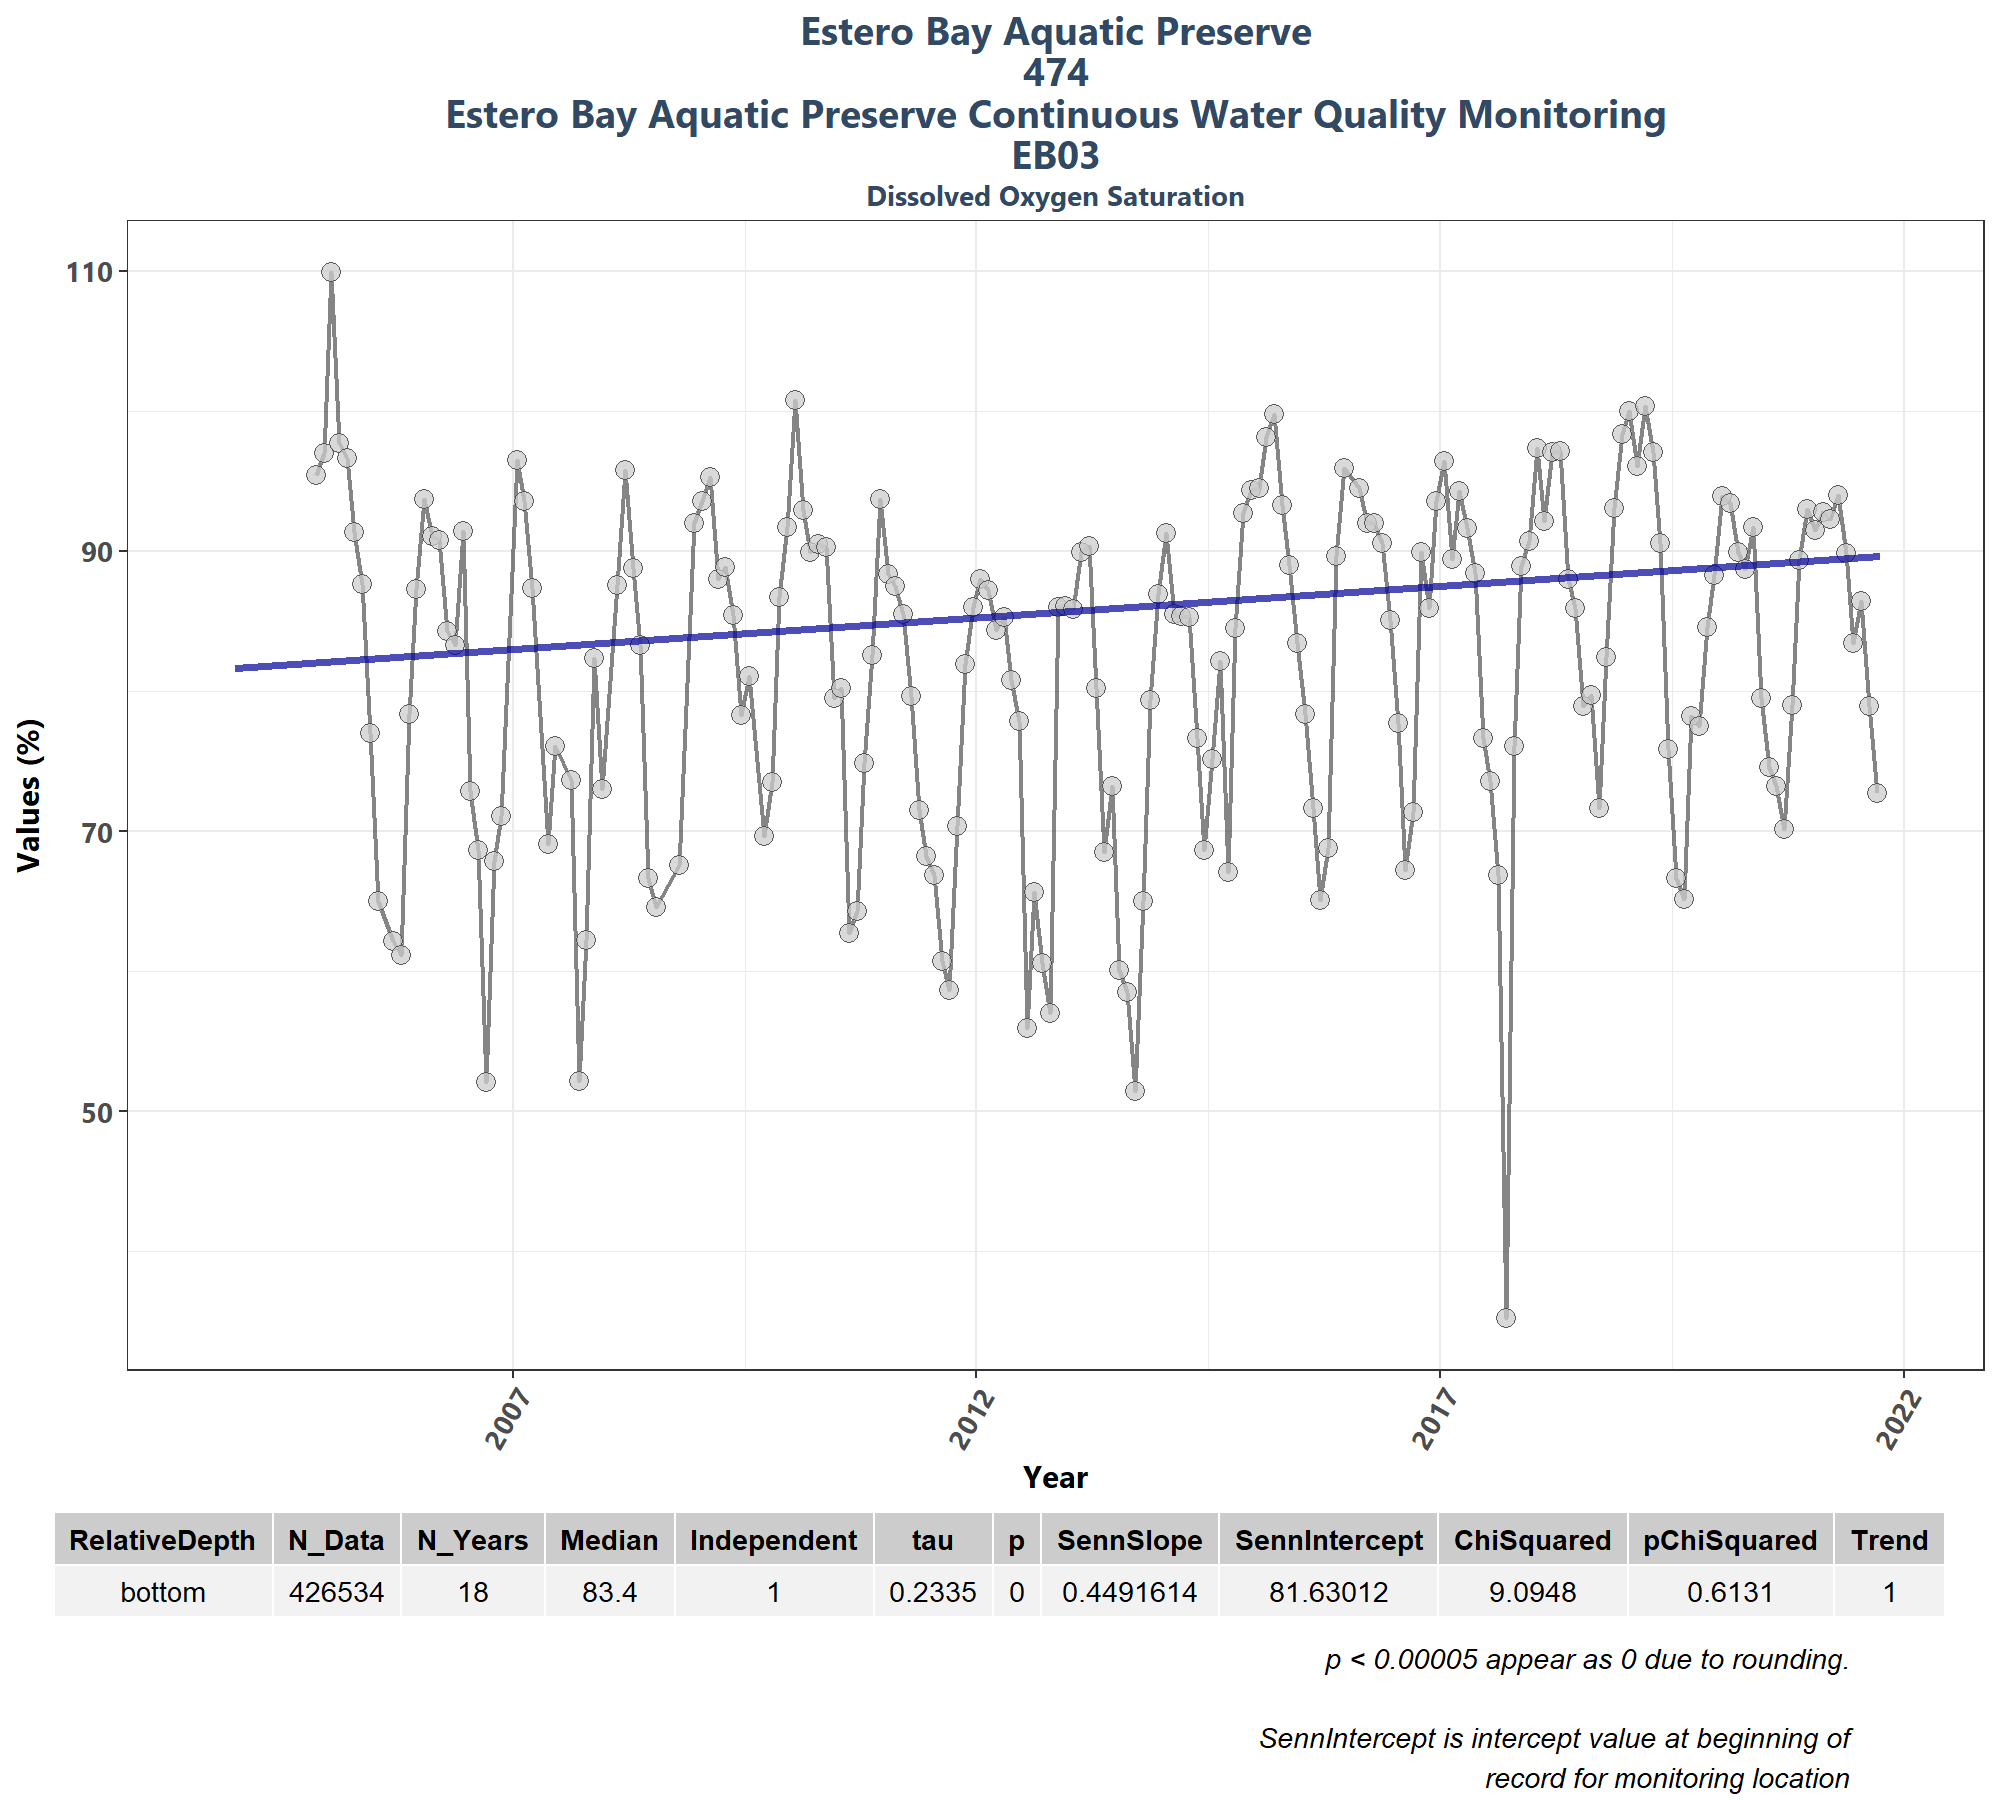 Estero Bay Aquatic Preserve
474
Estero Bay Aquatic Preserve Continuous Water Quality Monitoring
EB03
Dissolved Oxygen Saturation
Values (%)
110
90
70
50
2007 2012 2017 2022
Year
RelativeDepth N_Data N_Years Median Independent tau p SennSlope SennIntercept ChiSquared pChiSquared Trend
bottom 426534 18 83.4 1 0.2335 0 0.4491614 81.63012 9.0948 0.6131 1
p < 0.00005 appear as 0 due to rounding.
SennIntercept is intercept value at beginning of
record for monitoring location